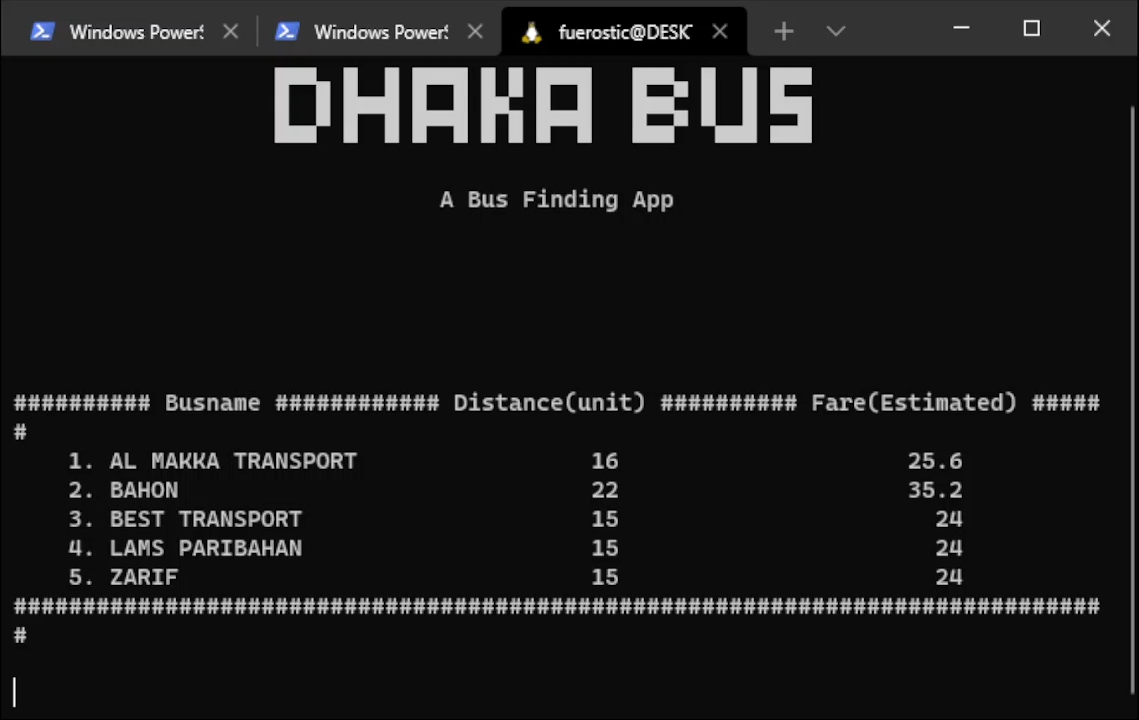 Windows PowerS
Windows PowerS
fuerostic@DESKT
DHAKA BUS
A Bus Finding App
########## Busname ############ Distance(unit) ########## Fare(Estimated) #####
#
1. AL MAKKA TRANSPORT 16 25.6
2. BAHON 22 35.2
3. BEST TRANSPORT 15 24
4. LAMS PARIBAHAN 15 24
5. ZARIF 15 24
###############################################################################
#